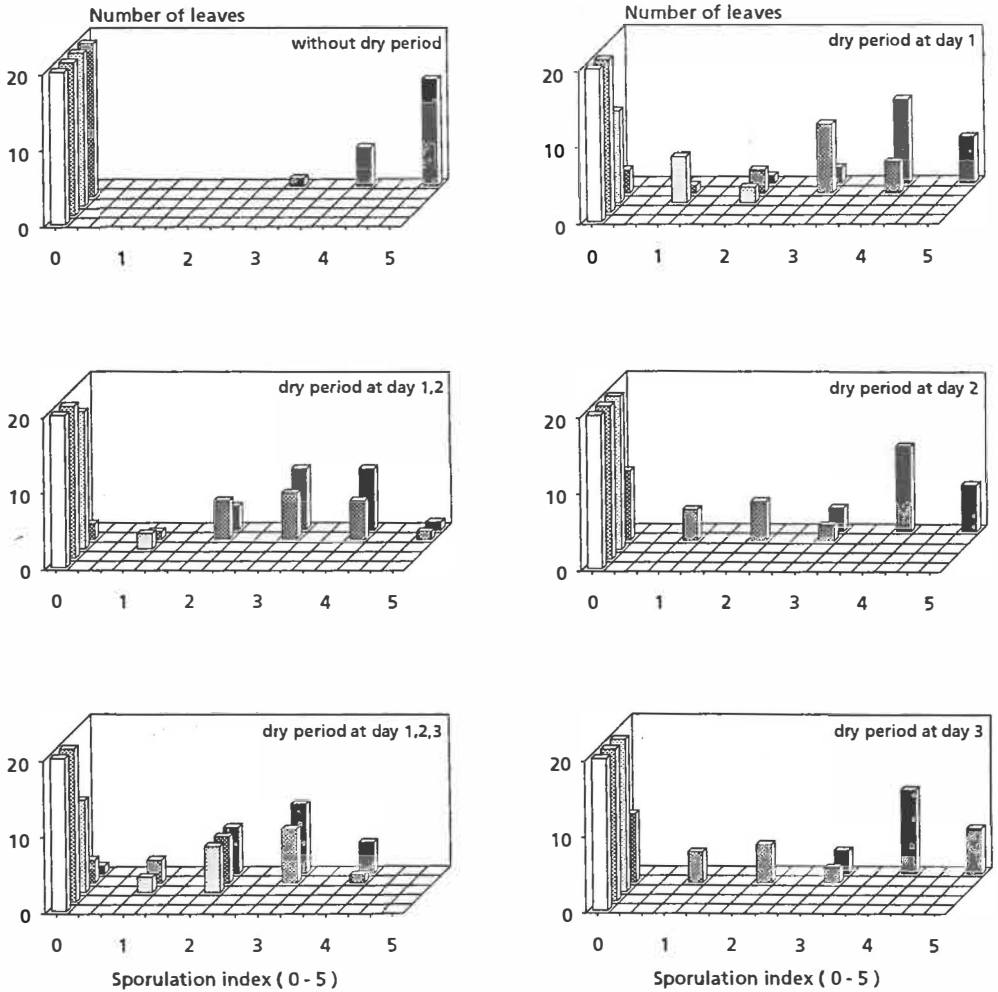 Number of leaves
without dry period
20
10
0
0 1 2 3 4 5
Number of leaves
dry period at day 1
20
10
0
0 1 2 3 4 5
dry period at day 1,2
20
10
0
0 1 2 3 4 5
dry period at day 2
20
10
0
0 1 2 3 4 5
dry period at day 1,2,3
20
10
0
0 1 2 3 4 5
Sporulation index ( 0 - 5 )
dry period at day 3
20
10
0
0 1 2 3 4 5
Sporulation index ( 0 - 5 )